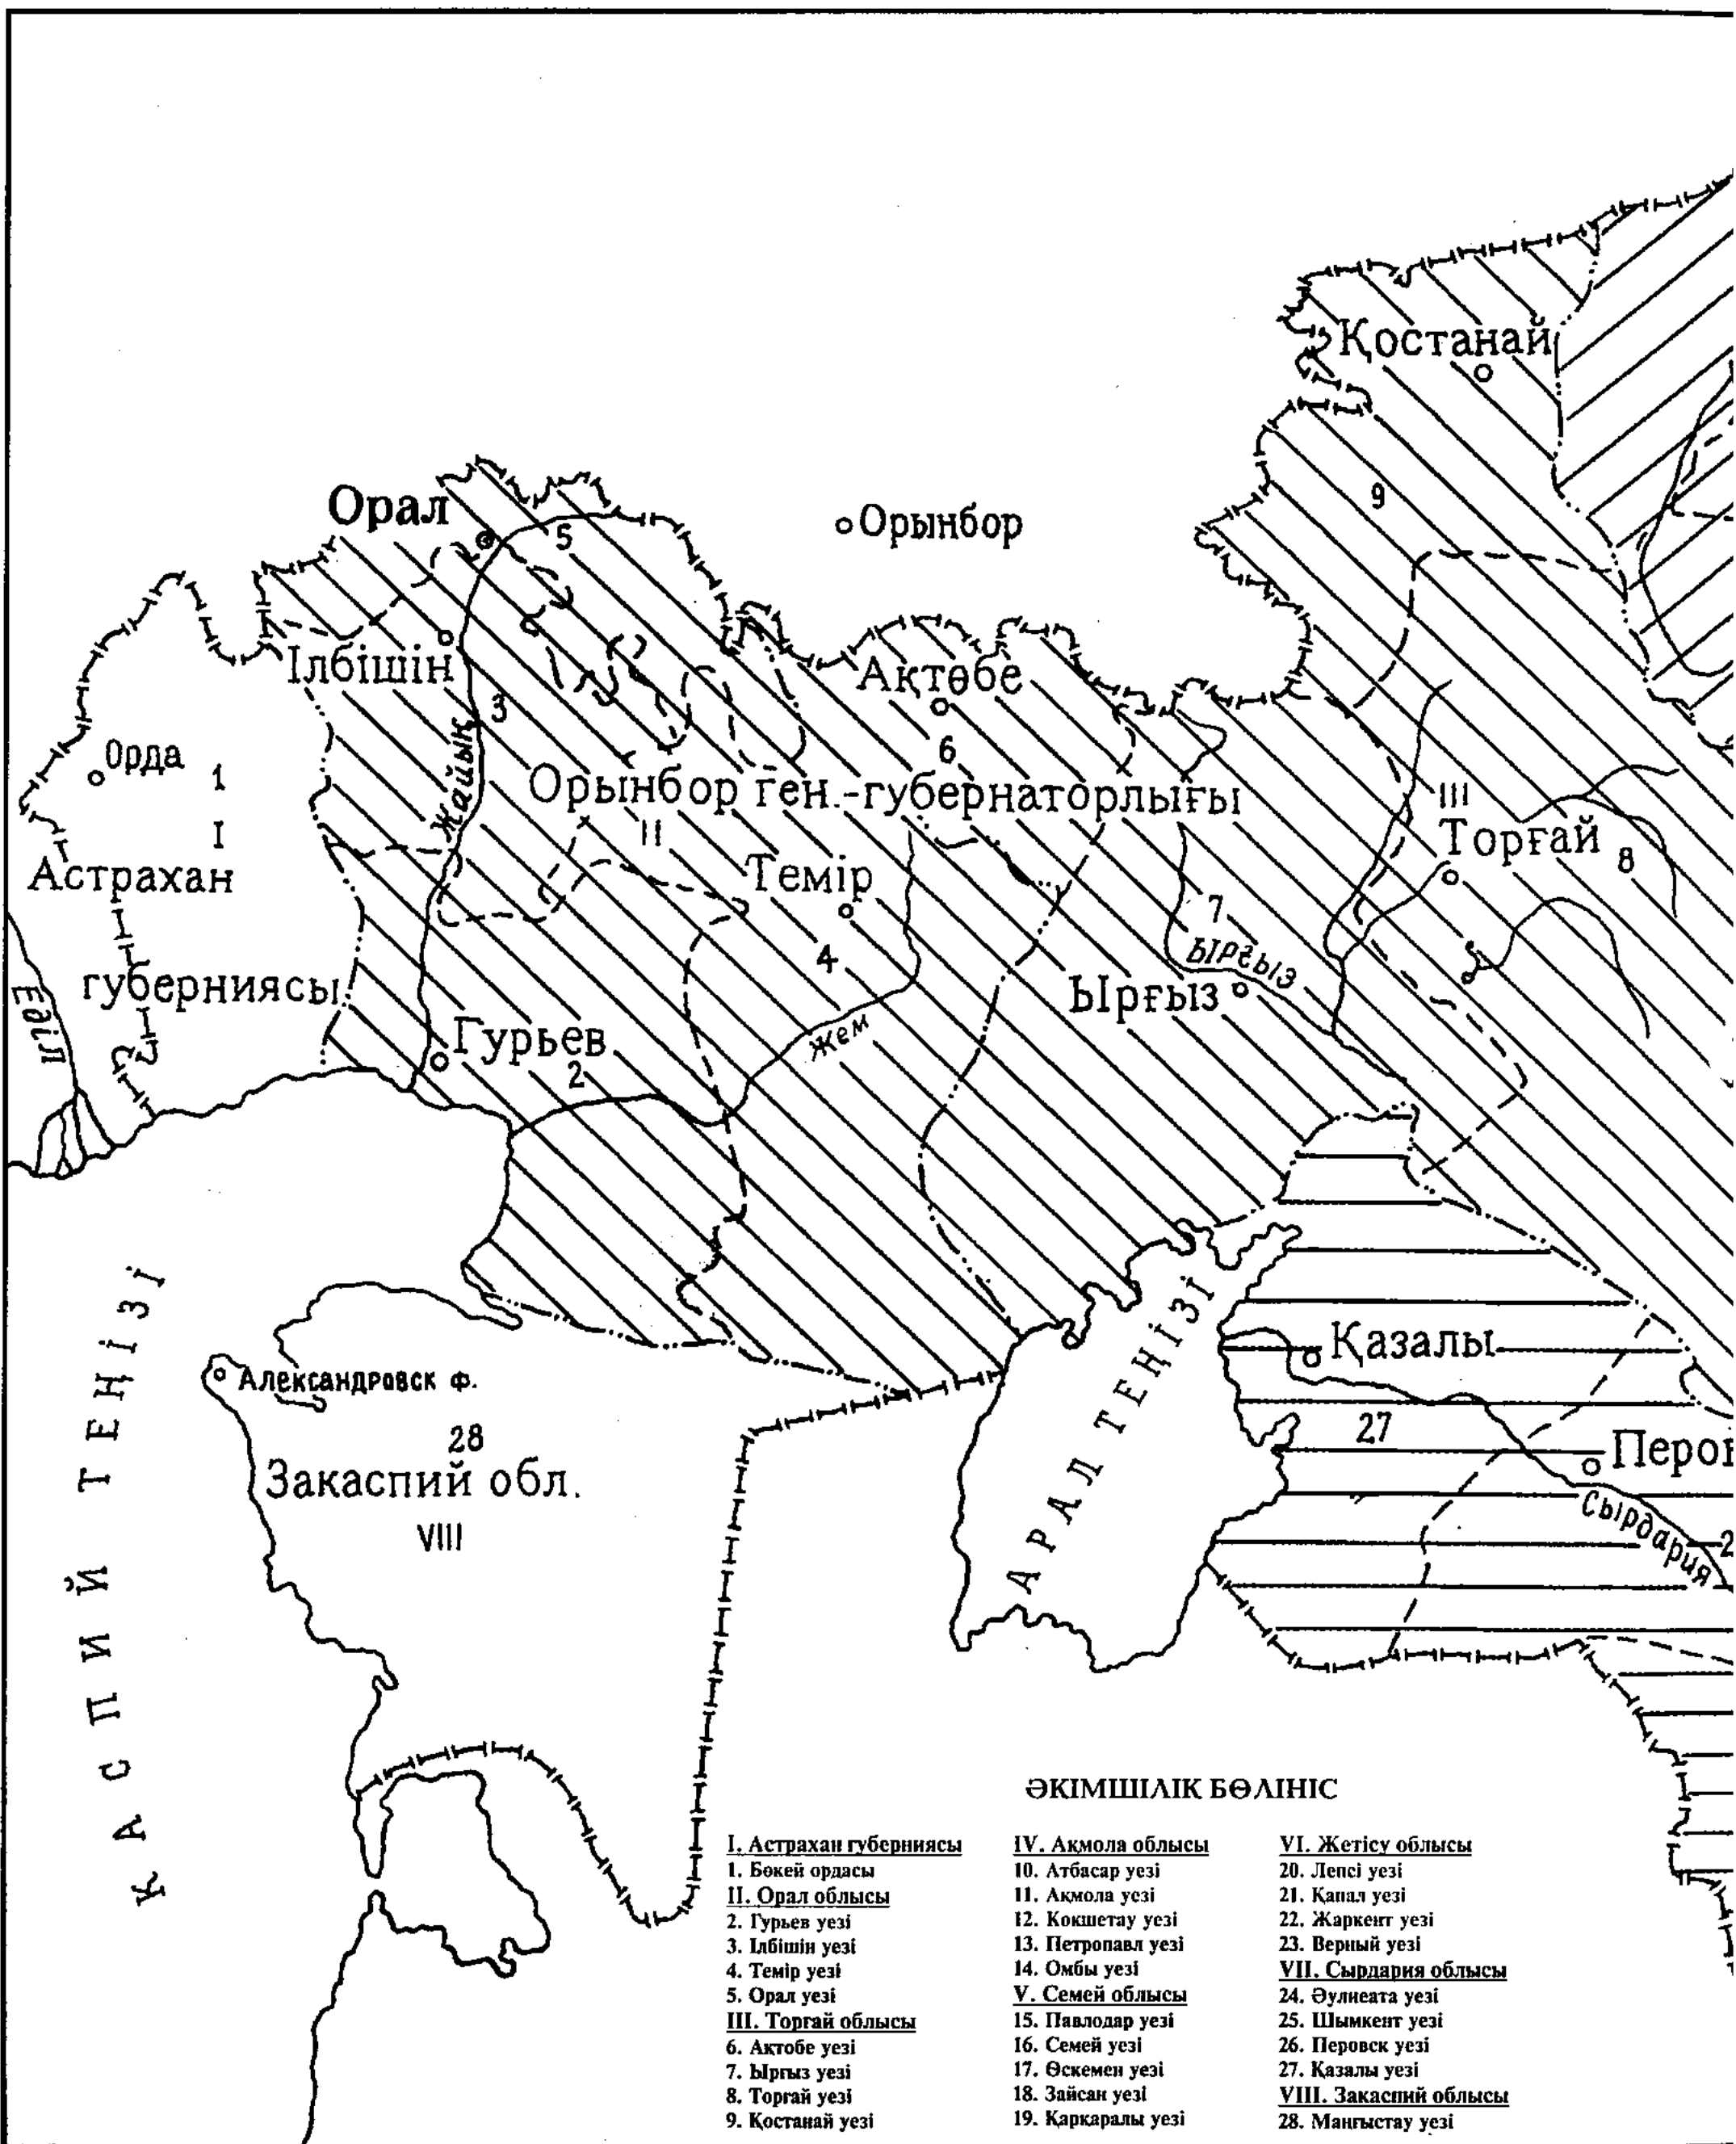 Қостанай
9
Орал
5
Орынбор
Ілбішін
3
Ақтөбе
6
Орда
1
I
Жайық
Орынбор ген.-губернаторлығы
II
III
Торғай
8
Астрахан
губерниясы
Темір
4
7
Ырғыз
Ырғыз
Еділ
Гурьев
2
Жем
КАСПИЙ ТЕҢІЗІ
АРАЛ ТЕҢІЗІ
Александровск ф.
28
Закаспий обл.
VIII
Қазалы
27
Перов
Сырдария
2
ӘКІМШІЛІК БӨЛІНІС
I. Астрахан губерниясы
1. Бөкей ордасы
II. Орал облысы
2. Гурьев уезі
3. Ілбішін уезі
4. Темір уезі
5. Орал уезі
III. Торғай облысы
6. Ақтобе уезі
7. Ырғыз уезі
8. Торғай уезі
9. Қостанай уезі
IV. Ақмола облысы
10. Атбасар уезі
11. Ақмола уезі
12. Кокшетау уезі
13. Петропавл уезі
14. Омбы уезі
V. Семей облысы
15. Павлодар уезі
16. Семей уезі
17. Өскемен уезі
18. Зайсан уезі
19. Қарқаралы уезі
VI. Жетісу облысы
20. Лепсі уезі
21. Қапал уезі
22. Жаркент уезі
23. Верный уезі
VII. Сырдария облысы
24. Әулиеата уезі
25. Шымкент уезі
26. Перовск уезі
27. Қазалы уезі
VIII. Закаспий облысы
28. Маңғыстау уезі